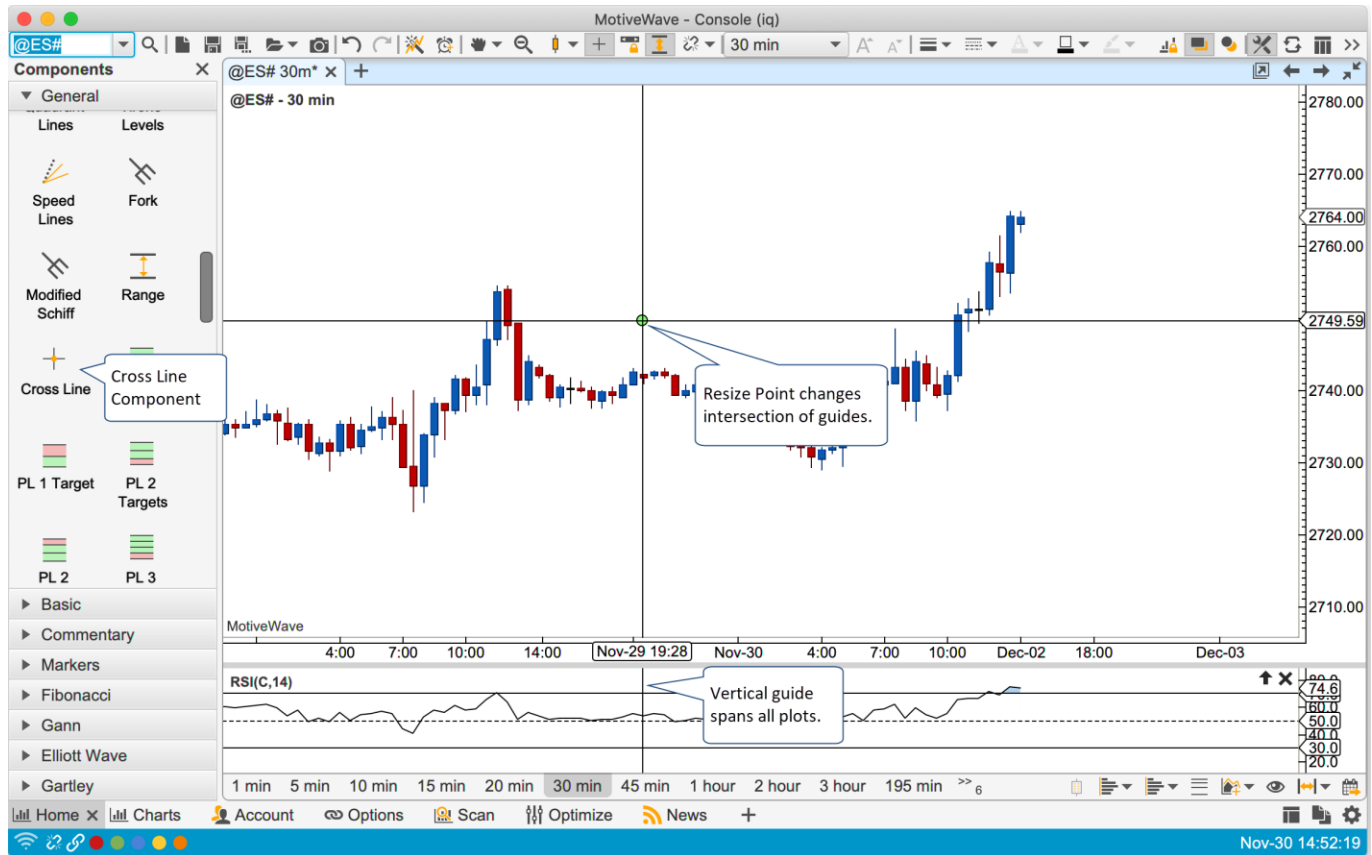 MotiveWave - Console (iq)
@ES#
30 min
Components
@ES# 30m*
General
@ES# - 30 min
Lines
Levels
Speed
Lines
Fork
Modified
Schiff
Range
Cross Line
Cross Line
Component
PL 1 Target
PL 2
Targets
PL 2
PL 3
Basic
Commentary
Markers
Fibonacci
Gann
Elliott Wave
Gartley
2780.00
2770.00
2764.00
2760.00
2749.59
2740.00
2730.00
2720.00
2710.00
Resize Point changes
intersection of guides.
MotiveWave
4:00 7:00 10:00 14:00 Nov-29 19:28 Nov-30 4:00 7:00 10:00 Dec-02 18:00 Dec-03
RSI(C,14)
Vertical guide
spans all plots.
74.6
60.0
50.0
40.0
30.0
20.0
1 min 5 min 10 min 15 min 20 min 30 min 45 min 1 hour 2 hour 3 hour 195 min >> 6
Home Charts Account Options Scan Optimize News
Nov-30 14:52:19